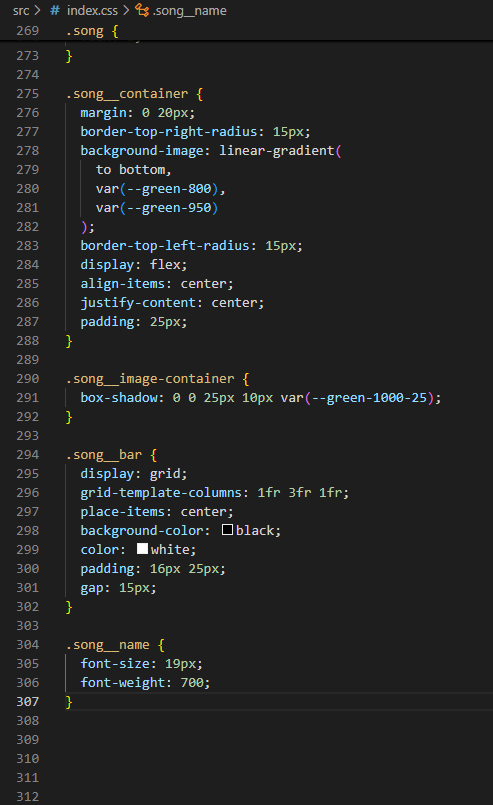 src > # index.css > .song__name
269 .song {
273 }
274
275 .song__container {
276   margin: 0 20px;
277   border-top-right-radius: 15px;
278   background-image: linear-gradient(
279     to bottom,
280     var(--green-800),
281     var(--green-950)
282   );
283   border-top-left-radius: 15px;
284   display: flex;
285   align-items: center;
286   justify-content: center;
287   padding: 25px;
288 }
289
290 .song__image-container {
291   box-shadow: 0 0 25px 10px var(--green-1000-25);
292 }
293
294 .song__bar {
295   display: grid;
296   grid-template-columns: 1fr 3fr 1fr;
297   place-items: center;
298   background-color: black;
299   color: white;
300   padding: 16px 25px;
301   gap: 15px;
302 }
303
304 .song__name {
305   font-size: 19px;
306   font-weight: 700;
307 }
308
309
310
311
312